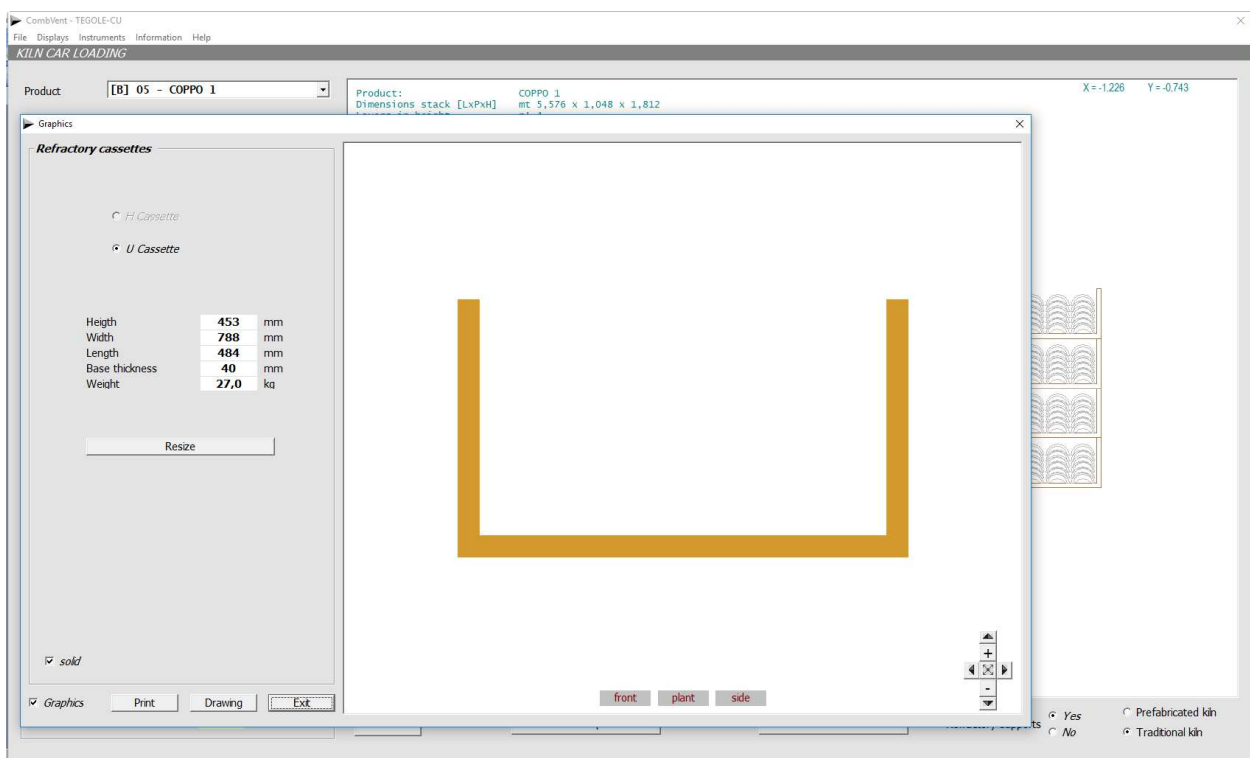 CombVent - TEGOLE-CU
File Displays Instruments Information Help
KILN CAR LOADING
Product [B] 05 - COPPO 1
Product: COPPO 1
Dimensions stack [LxPxH] mt 5,576 x 1,048 x 1,812
X = -1.226 Y = -0.743
Graphics
Refractory cassettes
H Cassette
U Cassette
Heigth 453 mm
Width 788 mm
Length 484 mm
Base thickness 40 mm
Weight 27,0 kg
Resize
solid
Graphics Print Drawing Exit
front plant side
+
-
Yes
No
Prefabricated kiln
Traditional kiln